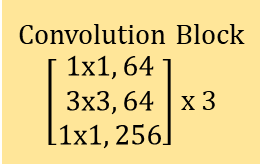 Convolution Block
1x1, 64
3x3, 64 x 3
1x1, 256